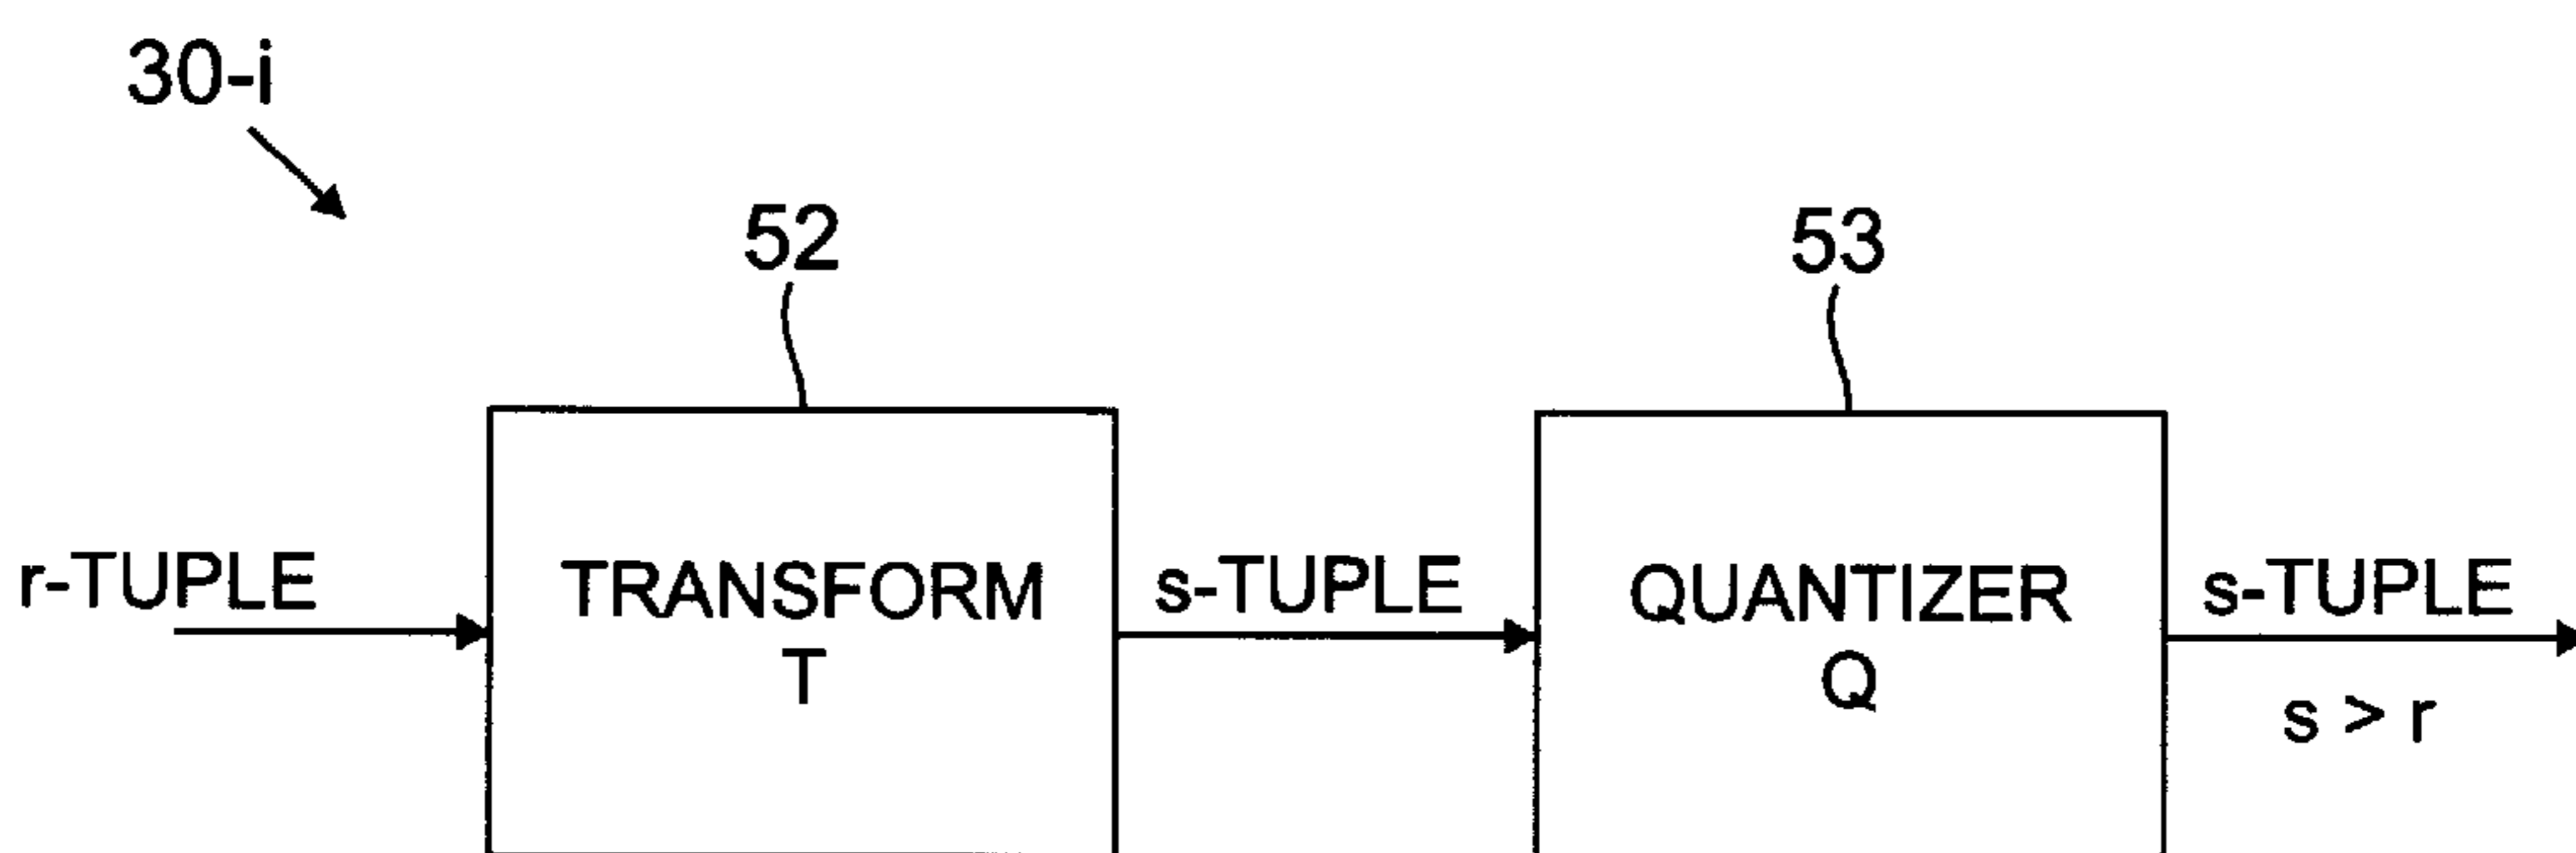 30-i
52
53
r-TUPLE
TRANSFORM
T
s-TUPLE
QUANTIZER
Q
s-TUPLE
s > r